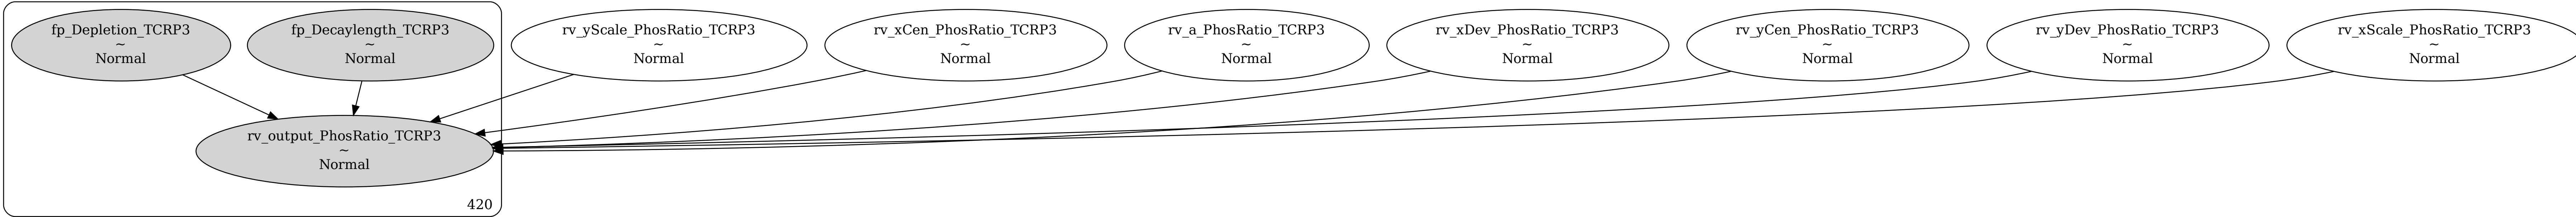 fp_Depletion_TCRP3
~
Normal
fp_Decaylength_TCRP3
~
Normal
rv_yScale_PhosRatio_TCRP3
~
Normal
rv_xCen_PhosRatio_TCRP3
~
Normal
rv_a_PhosRatio_TCRP3
~
Normal
rv_xDev_PhosRatio_TCRP3
~
Normal
rv_yCen_PhosRatio_TCRP3
~
Normal
rv_yDev_PhosRatio_TCRP3
~
Normal
rv_xScale_PhosRatio_TCRP3
~
Normal
rv_output_PhosRatio_TCRP3
~
Normal
420